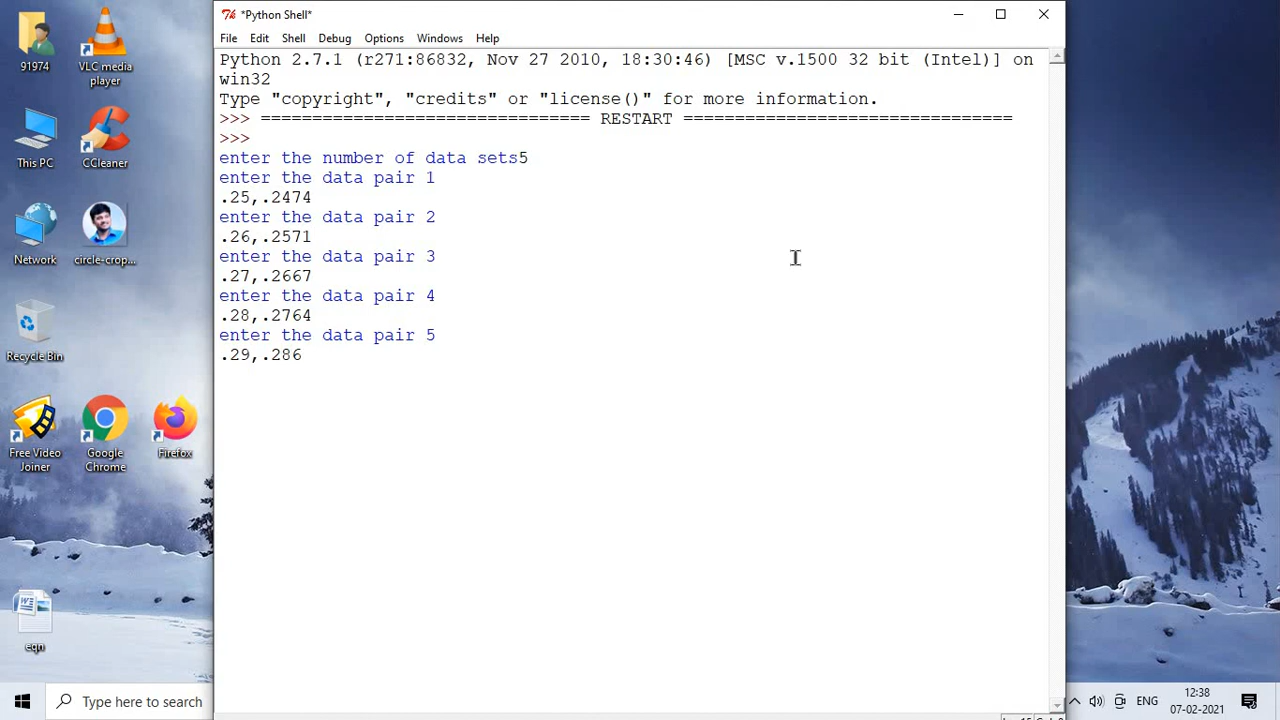 *Python Shell*
File Edit Shell Debug Options Windows Help
Python 2.7.1 (r271:86832, Nov 27 2010, 18:30:46) [MSC v.1500 32 bit (Intel)] on
win32
Type "copyright", "credits" or "license()" for more information.
>>> ================================ RESTART ================================
>>>
enter the number of data sets5
enter the data pair 1
.25,.2474
enter the data pair 2
.26,.2571
enter the data pair 3
.27,.2667
enter the data pair 4
.28,.2764
enter the data pair 5
.29,.286
91974
VLC media
player
This PC
CCleaner
Network
circle-crop...
Recycle Bin
Free Video
Joiner
Google
Chrome
Firefox
eqn
Type here to search
ENG
12:38
07-02-2021